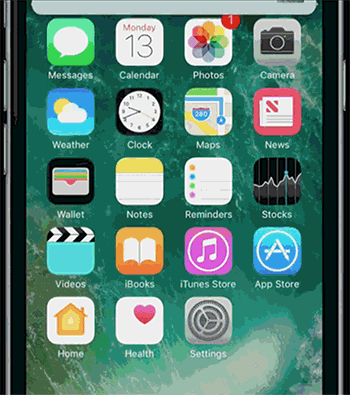 1
Monday
13
Messages Calendar Photos Camera
280
Weather Clock Maps News
Wallet Notes Reminders Stocks
Videos iBooks iTunes Store App Store
Home Health Settings